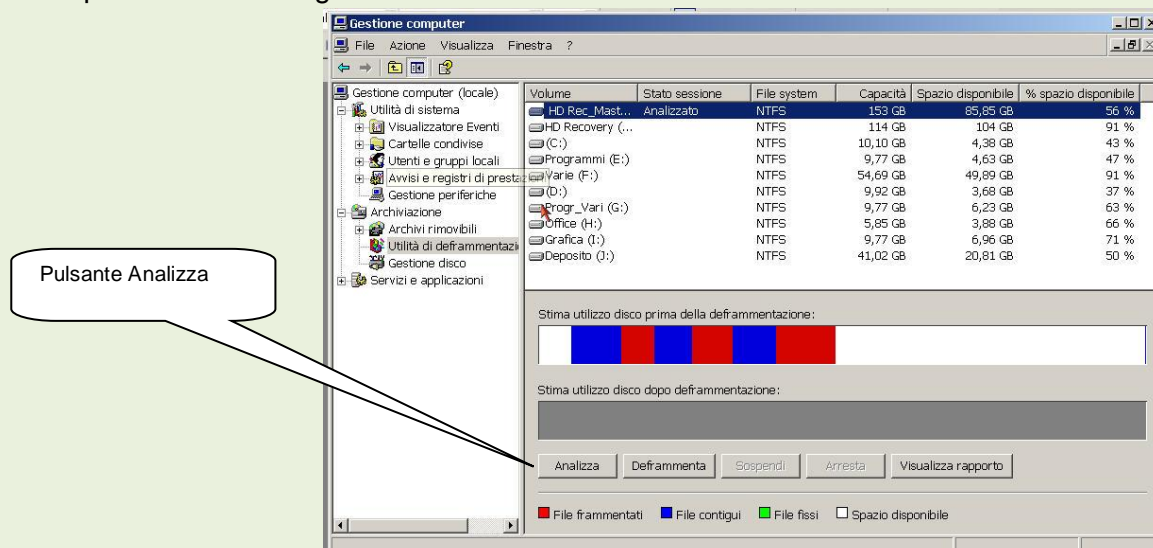 Gestione computer
File Azione Visualizza Finestra ?
Gestione computer (locale)
Utilità di sistema
Visualizzatore Eventi
Cartelle condivise
Utenti e gruppi locali
Avvisi e registri di prestazioni
Gestione periferiche
Archiviazione
Archivi rimovibili
Utilità di deframmentazi
Gestione disco
Servizi e applicazioni
Volume Stato sessione File system Capacità Spazio disponibile % spazio disponibile
HD Rec_Mast... Analizzato NTFS 153 GB 85,85 GB 56 %
HD Recovery (... NTFS 114 GB 104 GB 91 %
(C:) NTFS 10,10 GB 4,38 GB 43 %
Programmi (E:) NTFS 9,77 GB 4,63 GB 47 %
Varie (F:) NTFS 54,69 GB 49,89 GB 91 %
(D:) NTFS 9,92 GB 3,68 GB 37 %
Progr_Vari (G:) NTFS 9,77 GB 6,23 GB 63 %
Office (H:) NTFS 5,85 GB 3,88 GB 66 %
Grafica (I:) NTFS 9,77 GB 6,96 GB 71 %
Deposito (J:) NTFS 41,02 GB 20,81 GB 50 %
Pulsante Analizza
Stima utilizzo disco prima della deframmentazione:
Stima utilizzo disco dopo deframmentazione:
Analizza Deframmenta Sospendi Arresta Visualizza rapporto
File frammentati File contigui File fissi Spazio disponibile